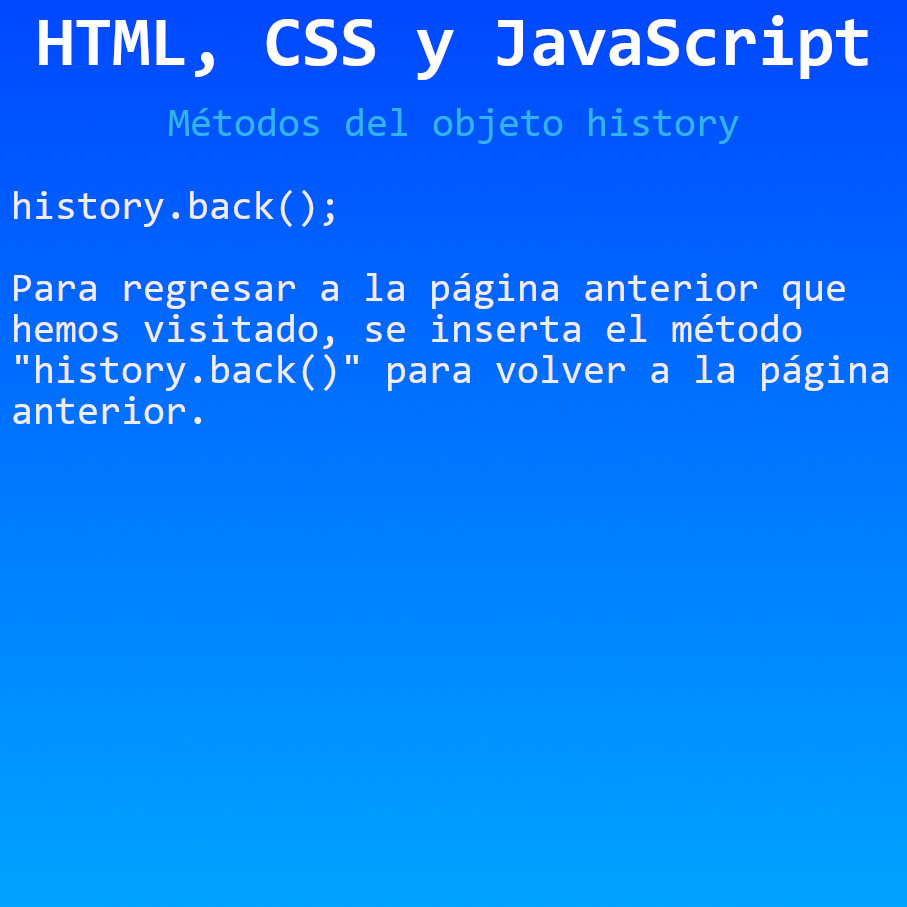 HTML, CSS y JavaScript
Métodos del objeto history
history.back();
Para regresar a la página anterior que
hemos visitado, se inserta el método
"history.back()" para volver a la página
anterior.